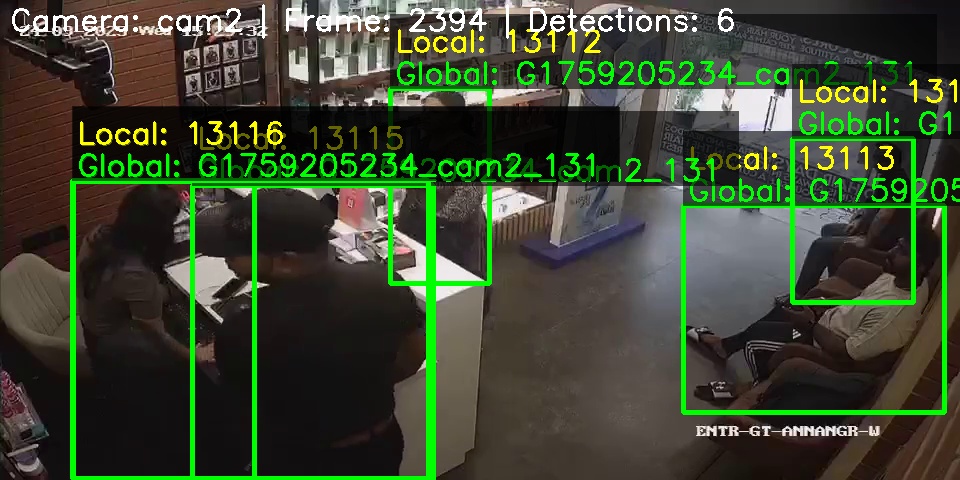 Camera: cam2 | Frame: 2394 | Detections: 6
Local: 13112
Global: G1759205234_cam2_131
Local: 131
Global: G1
Local: 13116
Local: 13115
Global: G1759205234_cam2_131
cam2_131
Local: 13113
Global: G1759205
ENTR-GT-ANNANGR-W